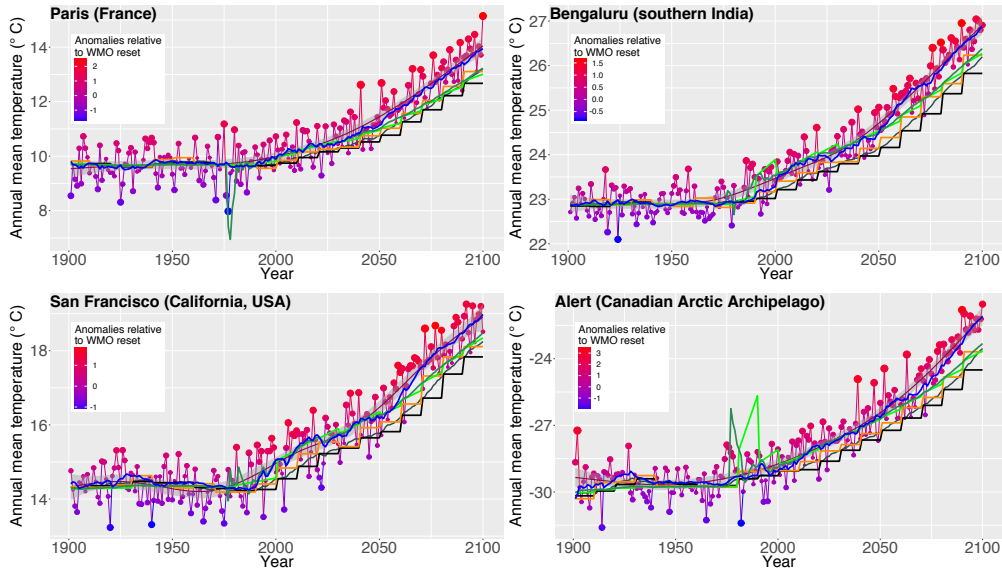 Paris (France)
Anomalies relative
to WMO reset
2
1
0
-1
Annual mean temperature (° C)
14
12
10
8
1900
1950
2000
2050
2100
Year
Bengaluru (southern India)
Anomalies relative
to WMO reset
1.5
1.0
0.5
0.0
-0.5
Annual mean temperature (° C)
27
26
25
24
23
22
1900
1950
2000
2050
2100
Year
San Francisco (California, USA)
Anomalies relative
to WMO reset
1
0
-1
Annual mean temperature (° C)
18
16
14
1900
1950
2000
2050
2100
Year
Alert (Canadian Arctic Archipelago)
Anomalies relative
to WMO reset
3
2
1
0
-1
Annual mean temperature (° C)
-24
-27
-30
1900
1950
2000
2050
2100
Year